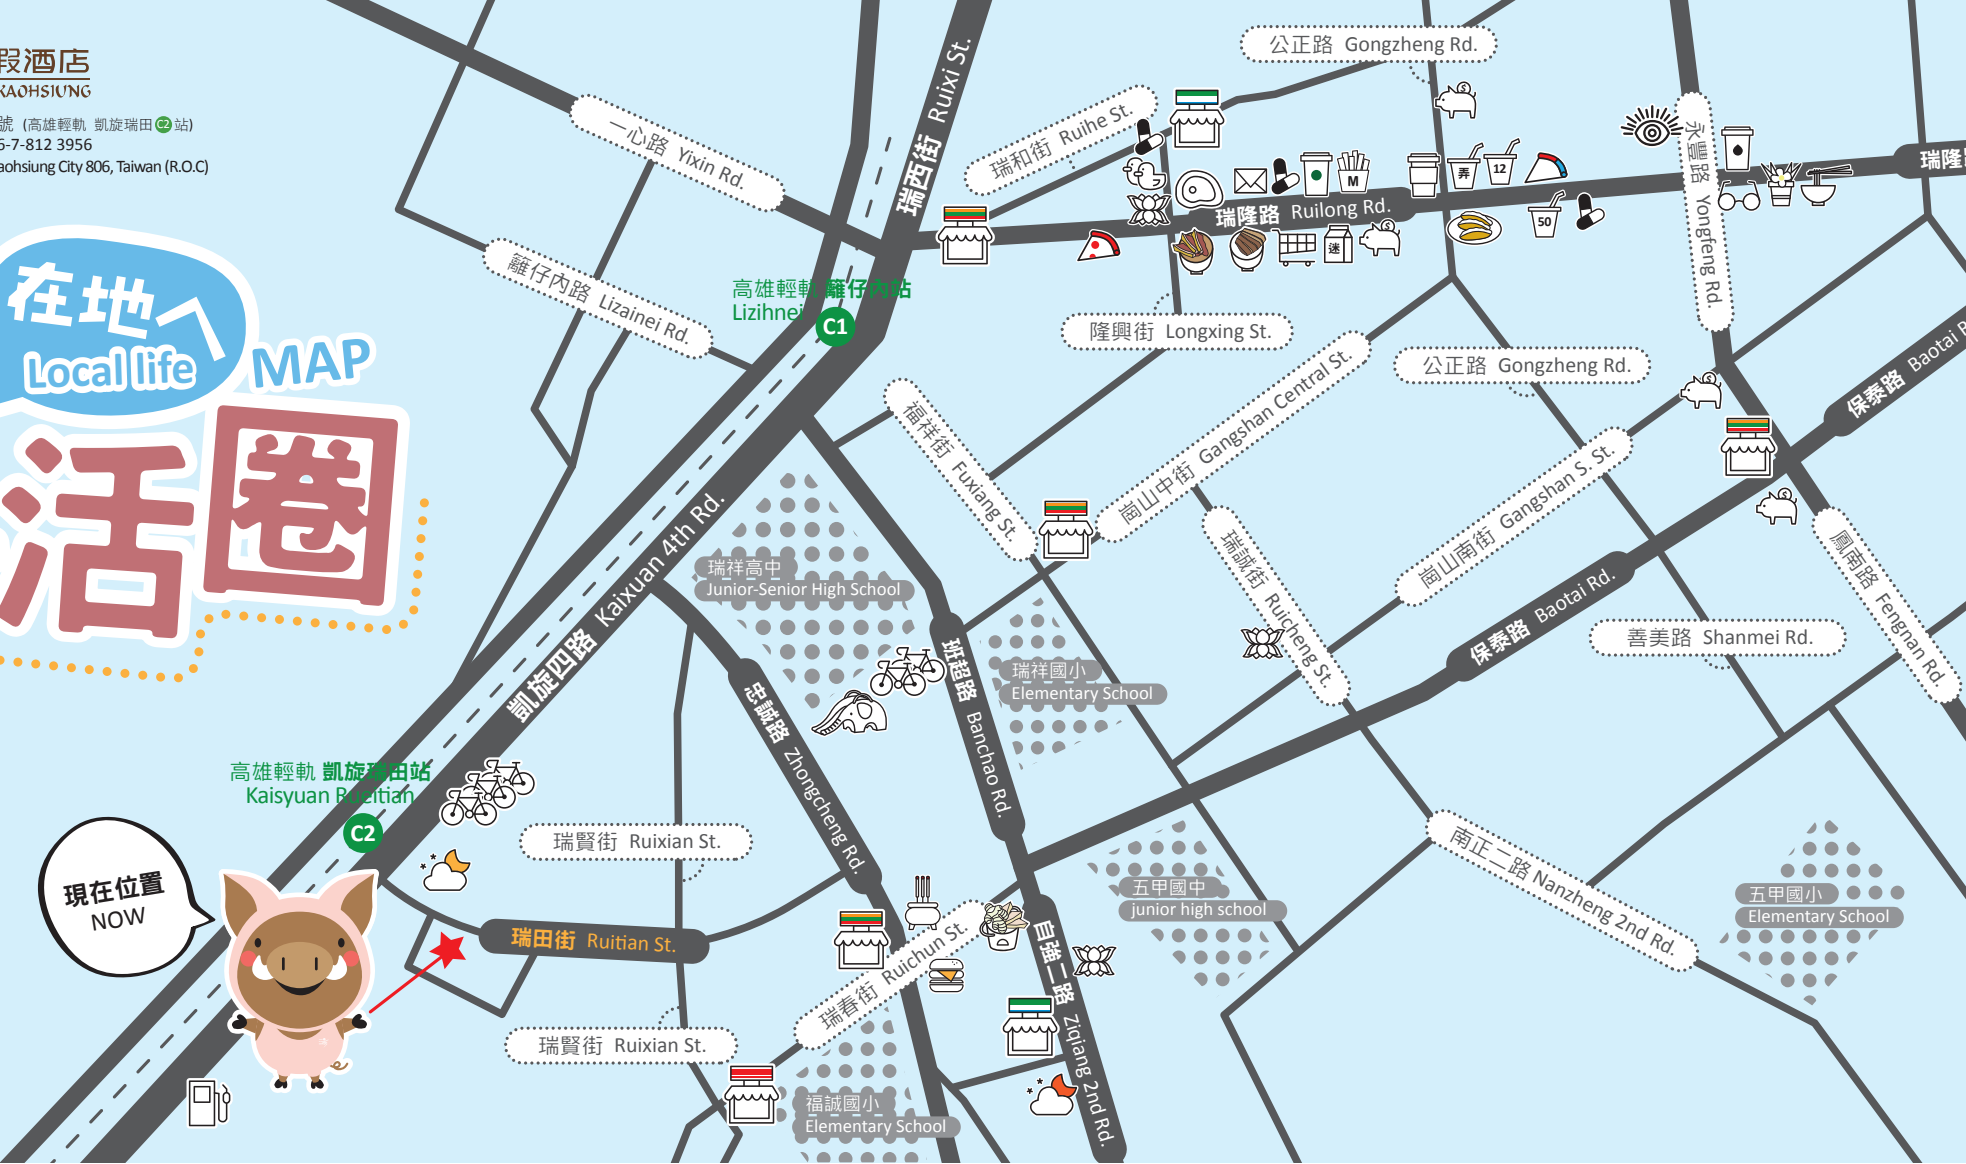 假酒店
KAOHSIUNG
號 (高雄輕軌 凱旋瑞田C2站)
6-7-812 3956
aohsiung City 806, Taiwan (R.O.C)
在地ㄟ
Local life
MAP
活圈
公正路 Gongzheng Rd.
一心路 Yixin Rd.
瑞西街 Ruixi St.
瑞和街 Ruihe St.
永豐路 Yongfeng Rd.
瑞隆路 Ruilong Rd.
瑞隆
M
弄
12
50
迷
籬仔內路 Lizainei Rd.
高雄輕軌 籬仔內站
Lizihnei
C1
隆興街 Longxing St.
公正路 Gongzheng Rd.
崗山中街 Gangshan Central St.
保泰路 Baotai R
福祥街 Fuxiang St.
崗山南街 Gangshan S. St.
瑞誠街 Ruicheng St.
鳳南路 Fengnan Rd.
凱旋四路 Kaixuan 4th Rd.
瑞祥高中
Junior-Senior High School
保泰路 Baotai Rd.
善美路 Shanmei Rd.
瑞祥國小
Elementary School
班超路 Banchao Rd.
忠誠路 Zhongcheng Rd.
高雄輕軌 凱旋瑞田站
Kaisyuan Rueitian
C2
瑞賢街 Ruixian St.
南正二路 Nanzheng 2nd Rd.
現在位置
NOW
五甲國中
junior high school
五甲國小
Elementary School
瑞田街 Ruitian St.
瑞春街 Ruichun St.
自強二路 Ziqiang 2nd Rd.
瑞賢街 Ruixian St.
福誠國小
Elementary School